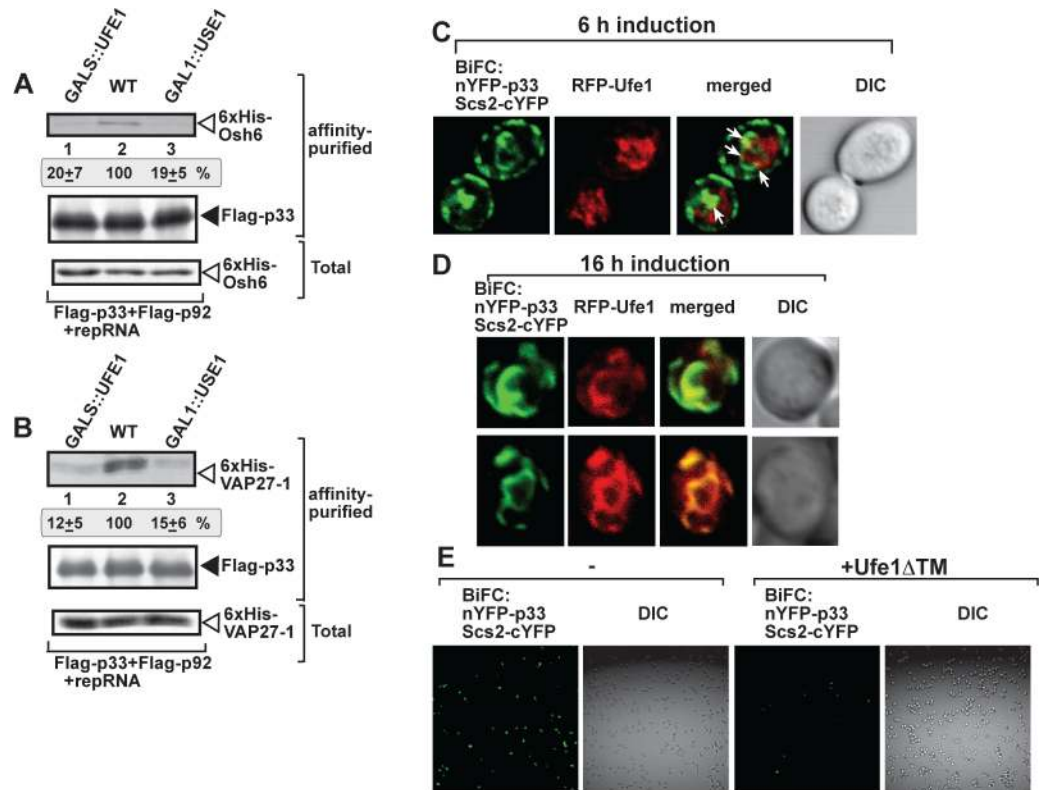 A
GALS::UFE1
WT
GAL1::USE1
6xHis-
Osh6
1 2 3
20±7 100 19±5 %
affinity-
purified
Flag-p33
6xHis-
Osh6
Total
Flag-p33+Flag-p92
+repRNA
B
GALS::UFE1
WT
GAL1::USE1
6xHis-
VAP27-1
1 2 3
12±5 100 15±6 %
affinity-
purified
Flag-p33
6xHis-
VAP27-1
Total
Flag-p33+Flag-p92
+repRNA
C
6 h induction
BiFC:
nYFP-p33
Scs2-cYFP
RFP-Ufe1
merged
DIC
D
16 h induction
BiFC:
nYFP-p33
Scs2-cYFP
RFP-Ufe1
merged
DIC
E
-
BiFC:
nYFP-p33
Scs2-cYFP
DIC
+Ufe1ΔTM
BiFC:
nYFP-p33
Scs2-cYFP
DIC